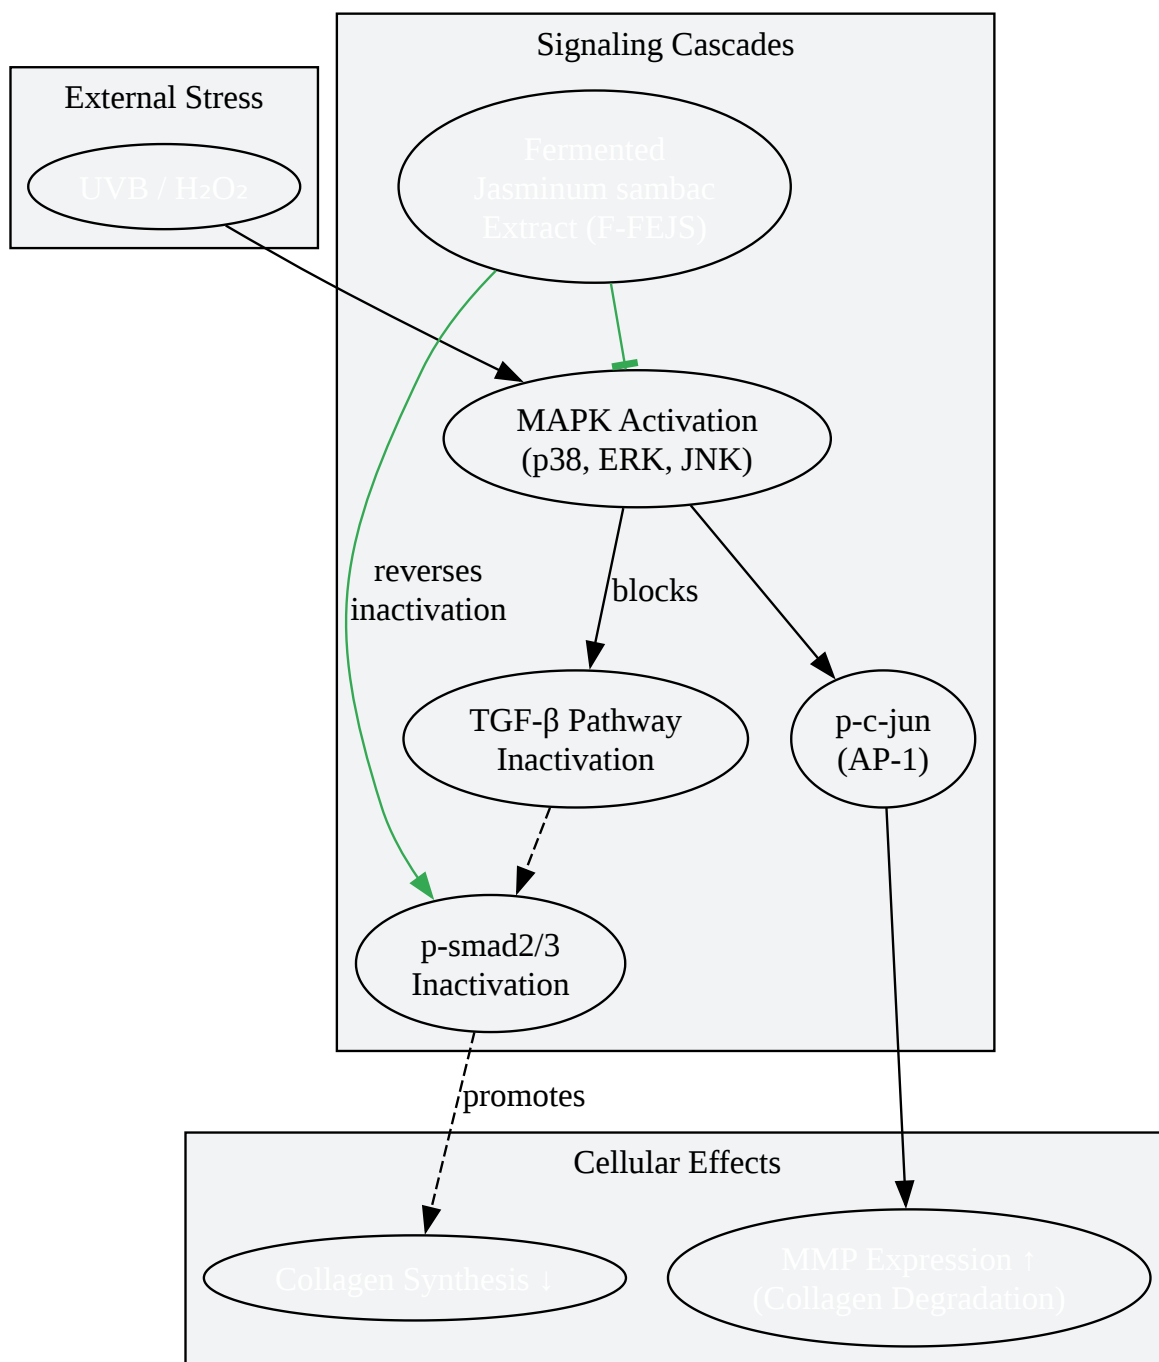 Signaling Cascades
External Stress
UVB / H₂O₂
Fermented
Jasminum sambac
Extract (F-FEJS)
MAPK Activation
(p38, ERK, JNK)
reverses
inactivation
blocks
TGF-β Pathway
Inactivation
p-c-jun
(AP-1)
p-smad2/3
Inactivation
promotes
Cellular Effects
Collagen Synthesis ↓
MMP Expression ↑
(Collagen Degradation)